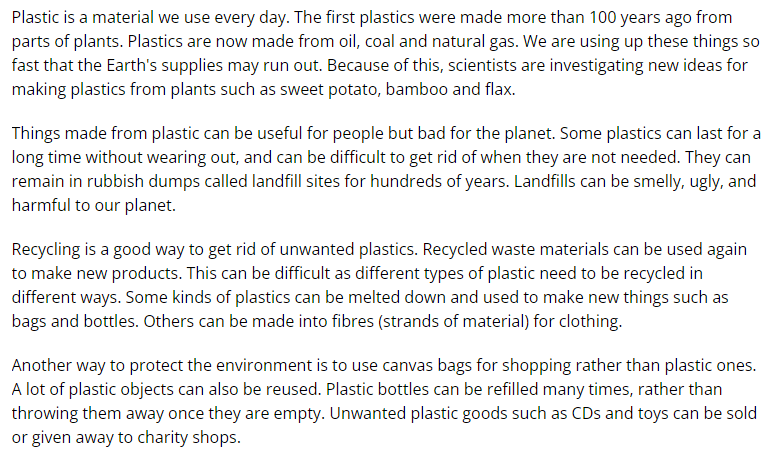 Plastic is a material we use every day. The first plastics were made more than 100 years ago from
parts of plants. Plastics are now made from oil, coal and natural gas. We are using up these things so
fast that the Earth's supplies may run out. Because of this, scientists are investigating new ideas for
making plastics from plants such as sweet potato, bamboo and flax.
Things made from plastic can be useful for people but bad for the planet. Some plastics can last for a
long time without wearing out, and can be difficult to get rid of when they are not needed. They can
remain in rubbish dumps called landfill sites for hundreds of years. Landfills can be smelly, ugly, and
harmful to our planet.
Recycling is a good way to get rid of unwanted plastics. Recycled waste materials can be used again
to make new products. This can be difficult as different types of plastic need to be recycled in
different ways. Some kinds of plastics can be melted down and used to make new things such as
bags and bottles. Others can be made into fibres (strands of material) for clothing.
Another way to protect the environment is to use canvas bags for shopping rather than plastic ones.
A lot of plastic objects can also be reused. Plastic bottles can be refilled many times, rather than
throwing them away once they are empty. Unwanted plastic goods such as CDs and toys can be sold
or given away to charity shops.